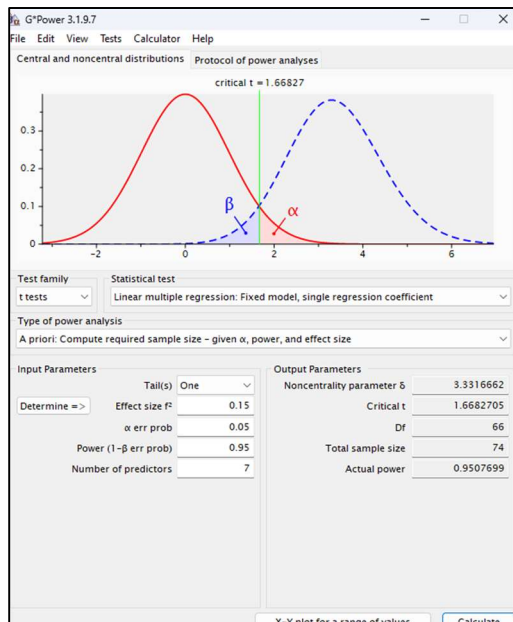 G*Power 3.1.9.7
File Edit View Tests Calculator Help
Central and noncentral distributions Protocol of power analyses
critical t = 1.66827
0.3
0.2
β
α
0.1
0
-2 0 2 4 6
Test family Statistical test
t tests Linear multiple regression: Fixed model, single regression coefficient
Type of power analysis
A priori: Compute required sample size – given α, power, and effect size
Input Parameters Output Parameters
Tail(s) One Noncentrality parameter δ 3.3316662
Determine => Effect size f² 0.15 Critical t 1.6682705
α err prob 0.05 Df 66
Power (1-β err prob) 0.95 Total sample size 74
Number of predictors 7 Actual power 0.9507699
X-Y plot for a range of values Calculate